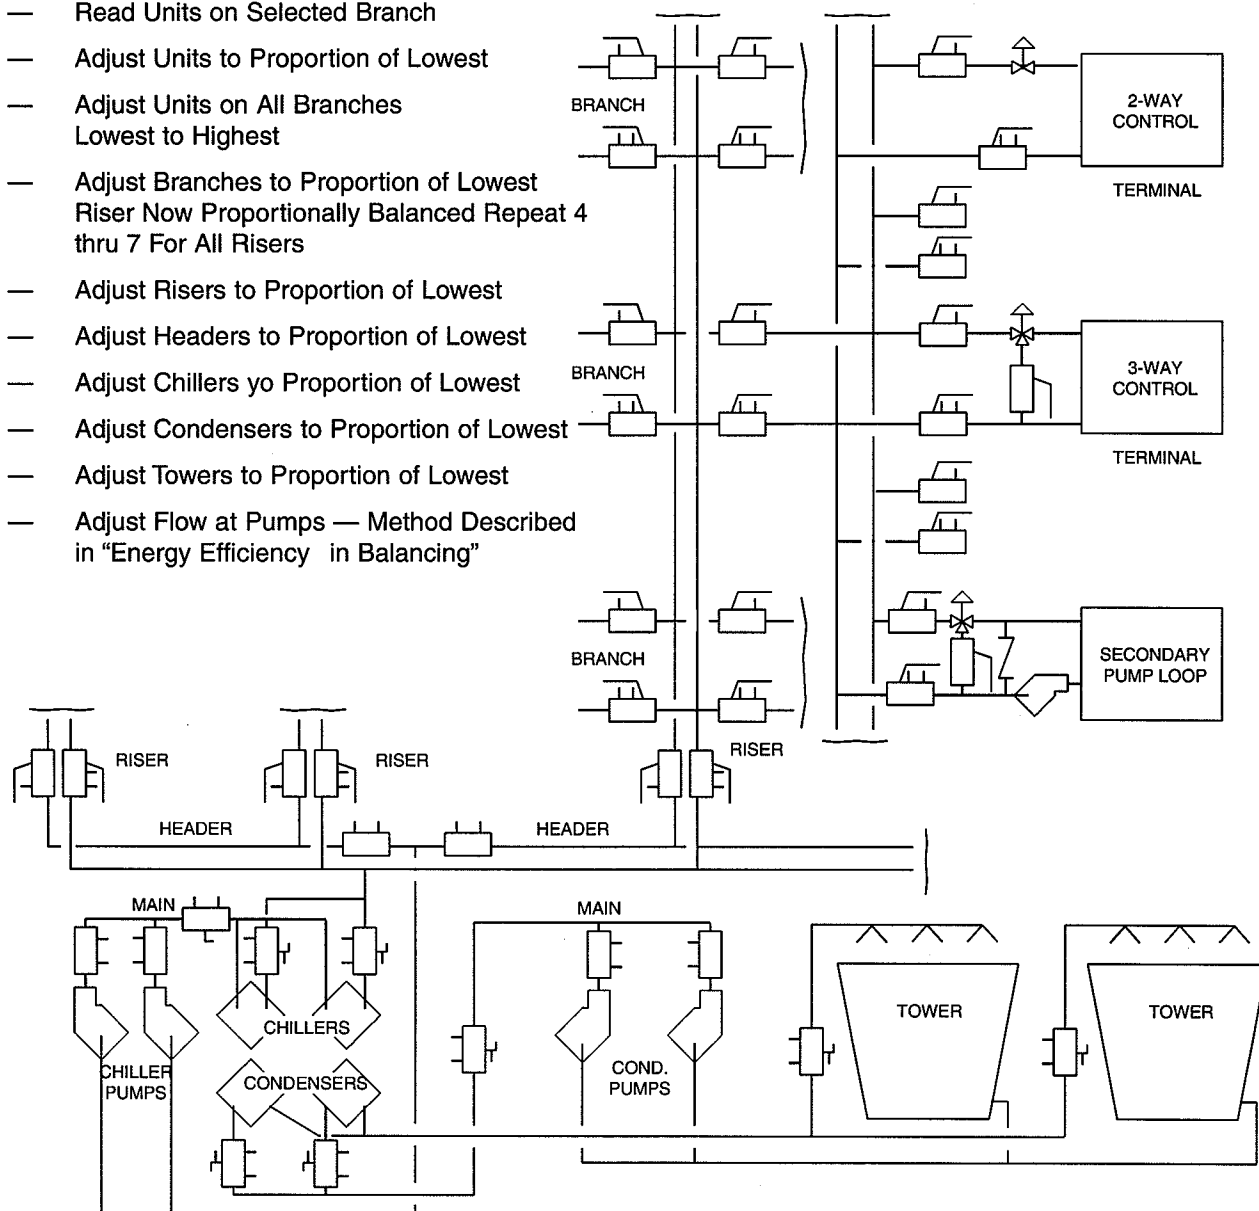 — Read Units on Selected Branch
— Adjust Units to Proportion of Lowest
— Adjust Units on All Branches
Lowest to Highest
— Adjust Branches to Proportion of Lowest
Riser Now Proportionally Balanced Repeat 4
thru 7 For All Risers
— Adjust Risers to Proportion of Lowest
— Adjust Headers to Proportion of Lowest
— Adjust Chillers yo Proportion of Lowest
— Adjust Condensers to Proportion of Lowest
— Adjust Towers to Proportion of Lowest
— Adjust Flow at Pumps — Method Described
in “Energy Efficiency in Balancing”
BRANCH
2-WAY
CONTROL
TERMINAL
BRANCH
3-WAY
CONTROL
TERMINAL
BRANCH
SECONDARY
PUMP LOOP
RISER
RISER
RISER
HEADER
HEADER
MAIN
MAIN
CHILLERS
TOWER
TOWER
CHILLER
PUMPS
CONDENSERS
COND.
PUMPS